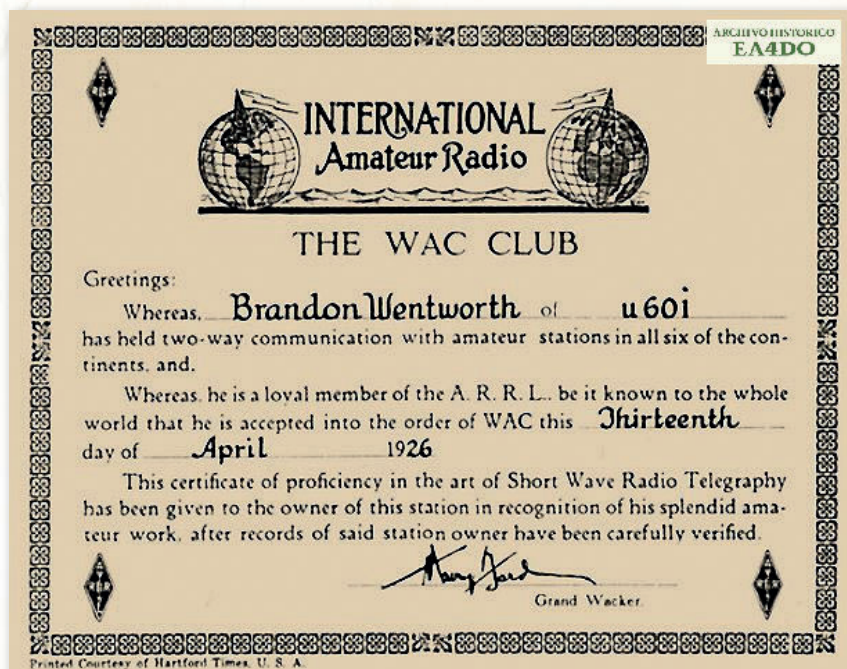 ARCHIVO HISTORICO
EA4DO
INTERNATIONAL
Amateur Radio
THE WAC CLUB
Greetings:
Whereas, Brandon Wentworth of u6oi
has held two-way communication with amateur stations in all six of the con-
tinents, and,
Whereas, he is a loyal member of the A. R. R. L., be it known to the whole
world that he is accepted into the order of WAC this Thirteenth
day of April 1926
This certificate of proficiency in the art of Short Wave Radio Telegraphy
has been given to the owner of this station in recognition of his splendid ama-
teur work, after records of said station owner have been carefully verified.
Grand Wacker.
Printed Courtesy of Hartford Times, U. S. A.